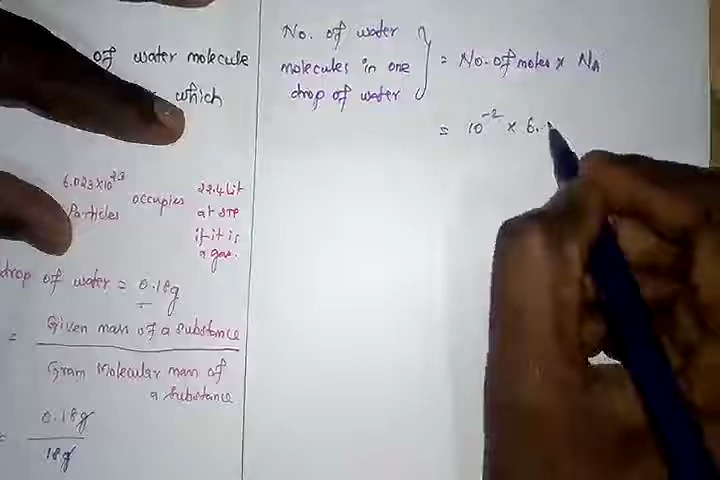 of water molecule
which
6.023×10²³
Particles occupies
22.4 lit
at STP
if it is
a gas.
drop of water = 0.18g
= Given mass of a substance
Gram Molecular mass of
a substance
= 0.18g
18g
No. of water
molecules in one
drop of water
= No. of moles × NA
= 10⁻² × 6.